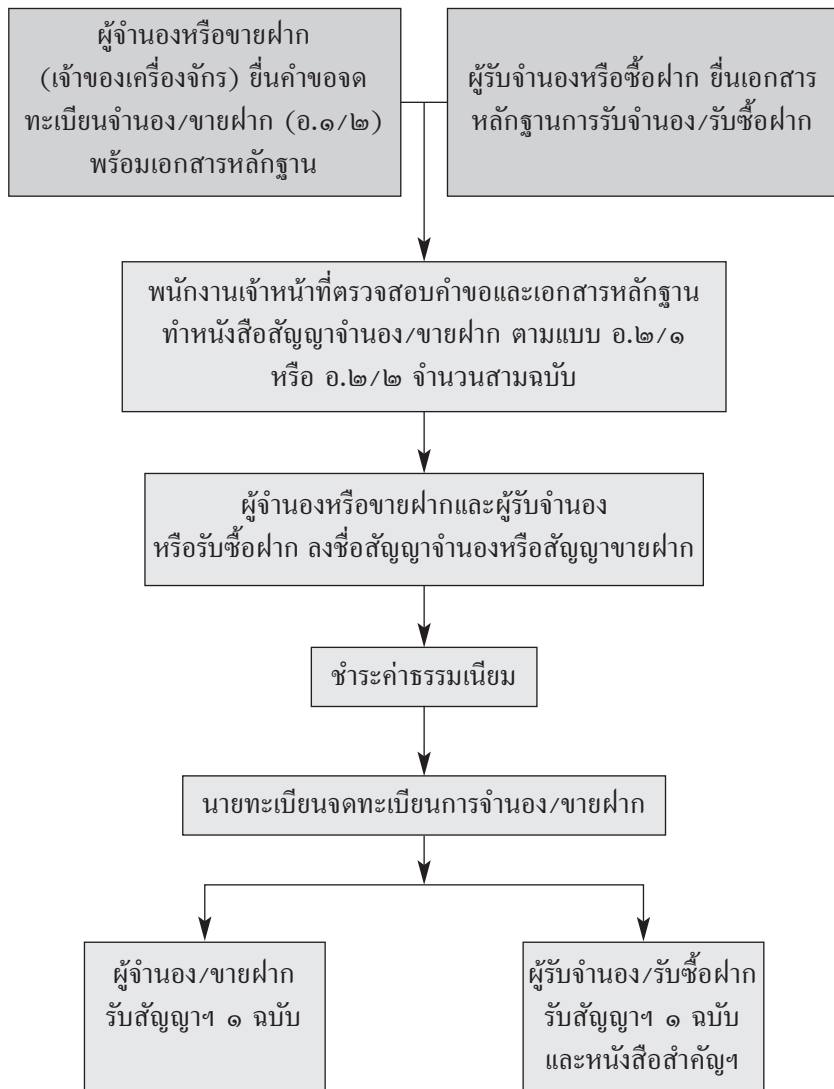 ผู้จำนองหรือขายฝาก
(เจ้าของเครื่องจักร) ยื่นคำขอจด
ทะเบียนจำนอง/ขายฝาก (อ.๑/๒)
พร้อมเอกสารหลักฐาน
ผู้รับจำนองหรือซื้อฝาก ยื่นเอกสาร
หลักฐานการรับจำนอง/รับซื้อฝาก
พนักงานเจ้าหน้าที่ตรวจสอบคำขอและเอกสารหลักฐาน
ทำหนังสือสัญญาจำนอง/ขายฝาก ตามแบบ อ.๒/๑
หรือ อ.๒/๒ จำนวนสามฉบับ
ผู้จำนองหรือขายฝากและผู้รับจำนอง
หรือรับซื้อฝาก ลงชื่อสัญญาจำนองหรือสัญญาขายฝาก
ชำระค่าธรรมเนียม
นายทะเบียนจดทะเบียนการจำนอง/ขายฝาก
ผู้จำนอง/ขายฝาก
รับสัญญาฯ ๑ ฉบับ
ผู้รับจำนอง/รับซื้อฝาก
รับสัญญาฯ ๑ ฉบับ
และหนังสือสำคัญฯ